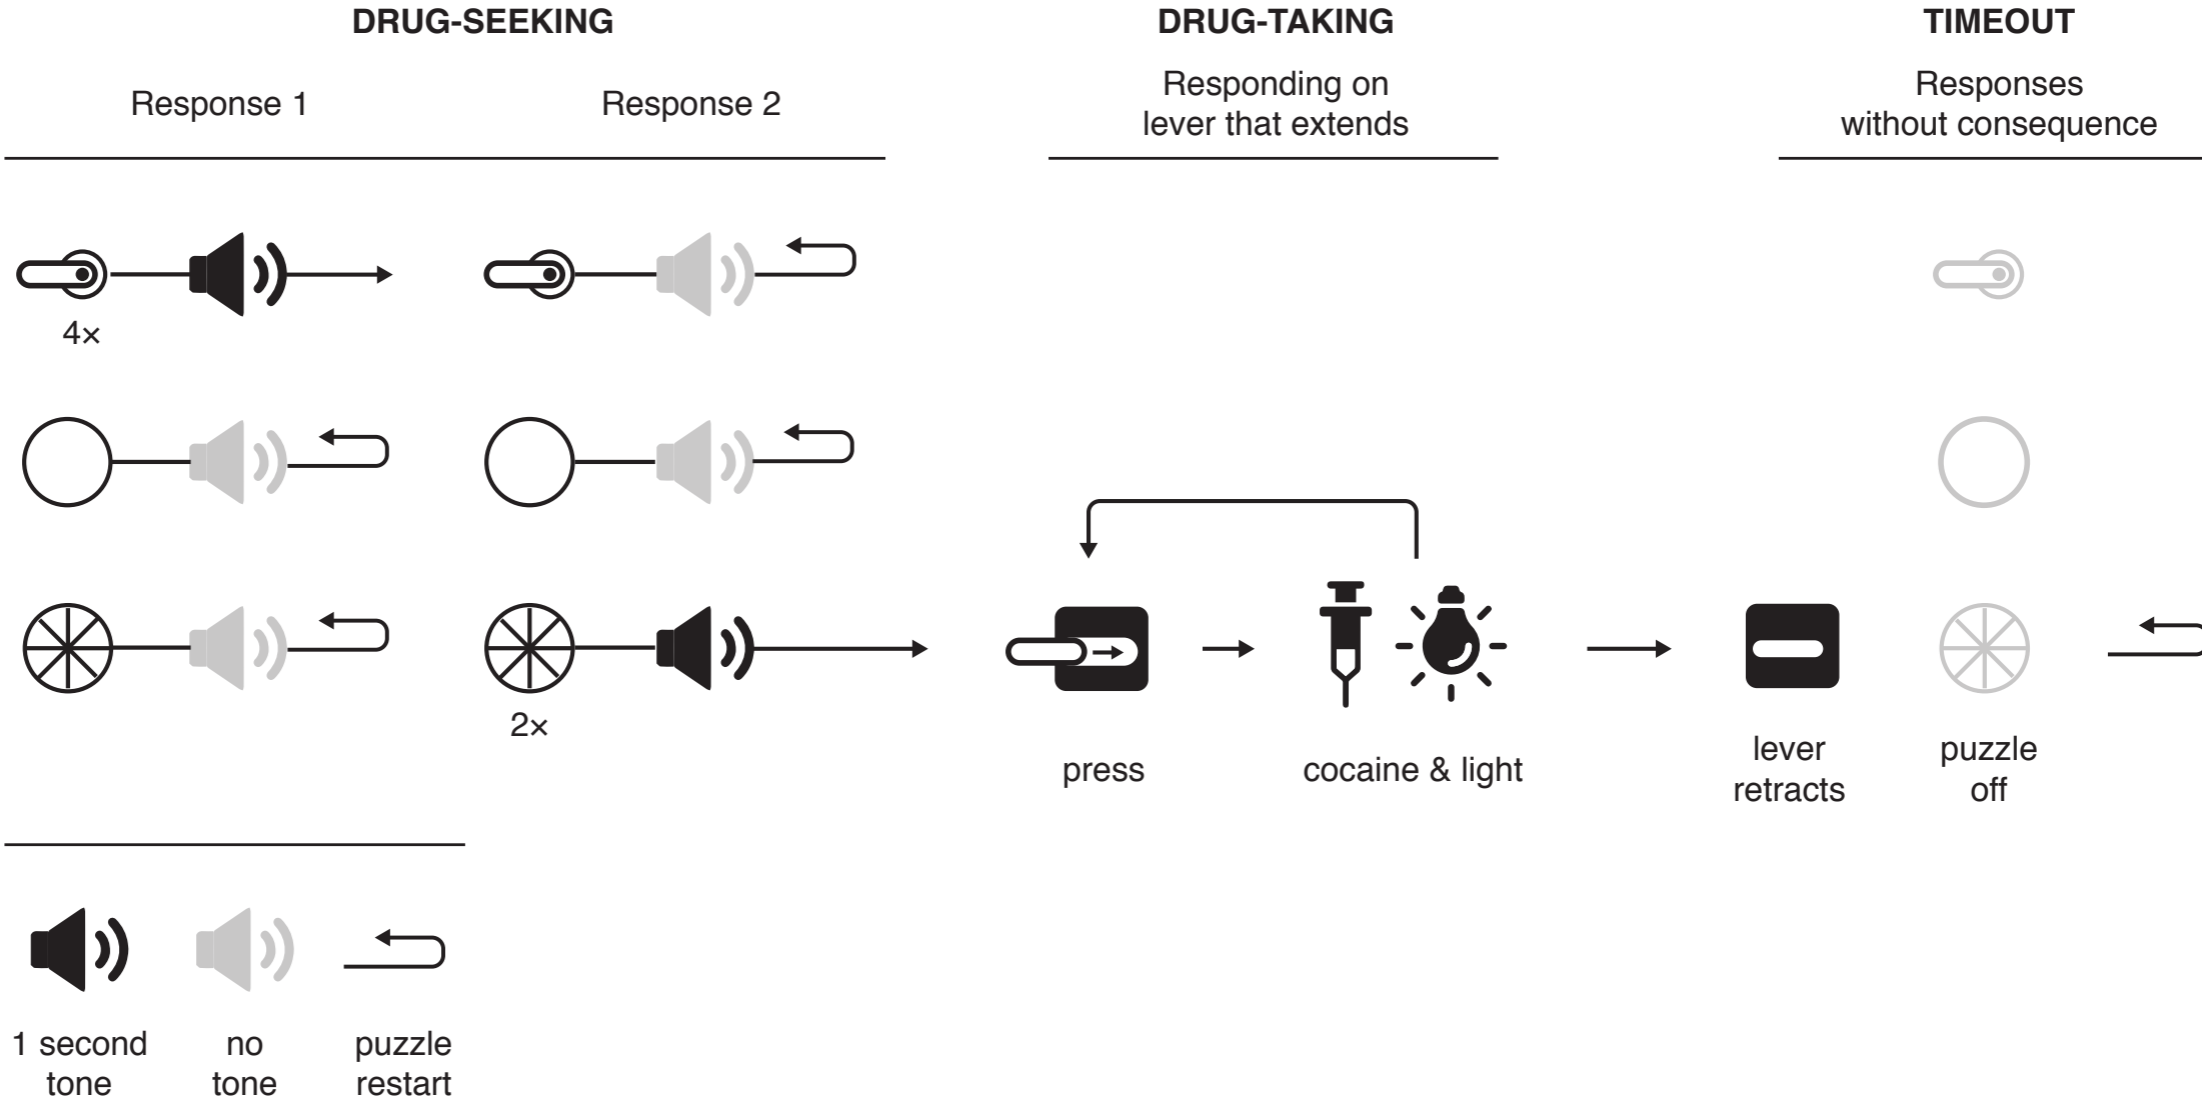 DRUG-SEEKING
DRUG-TAKING
TIMEOUT
Response 1
Response 2
Responding on
lever that extends
Responses
without consequence
4×
2×
press
cocaine & light
lever
retracts
puzzle
off
1 second
tone
no
tone
puzzle
restart